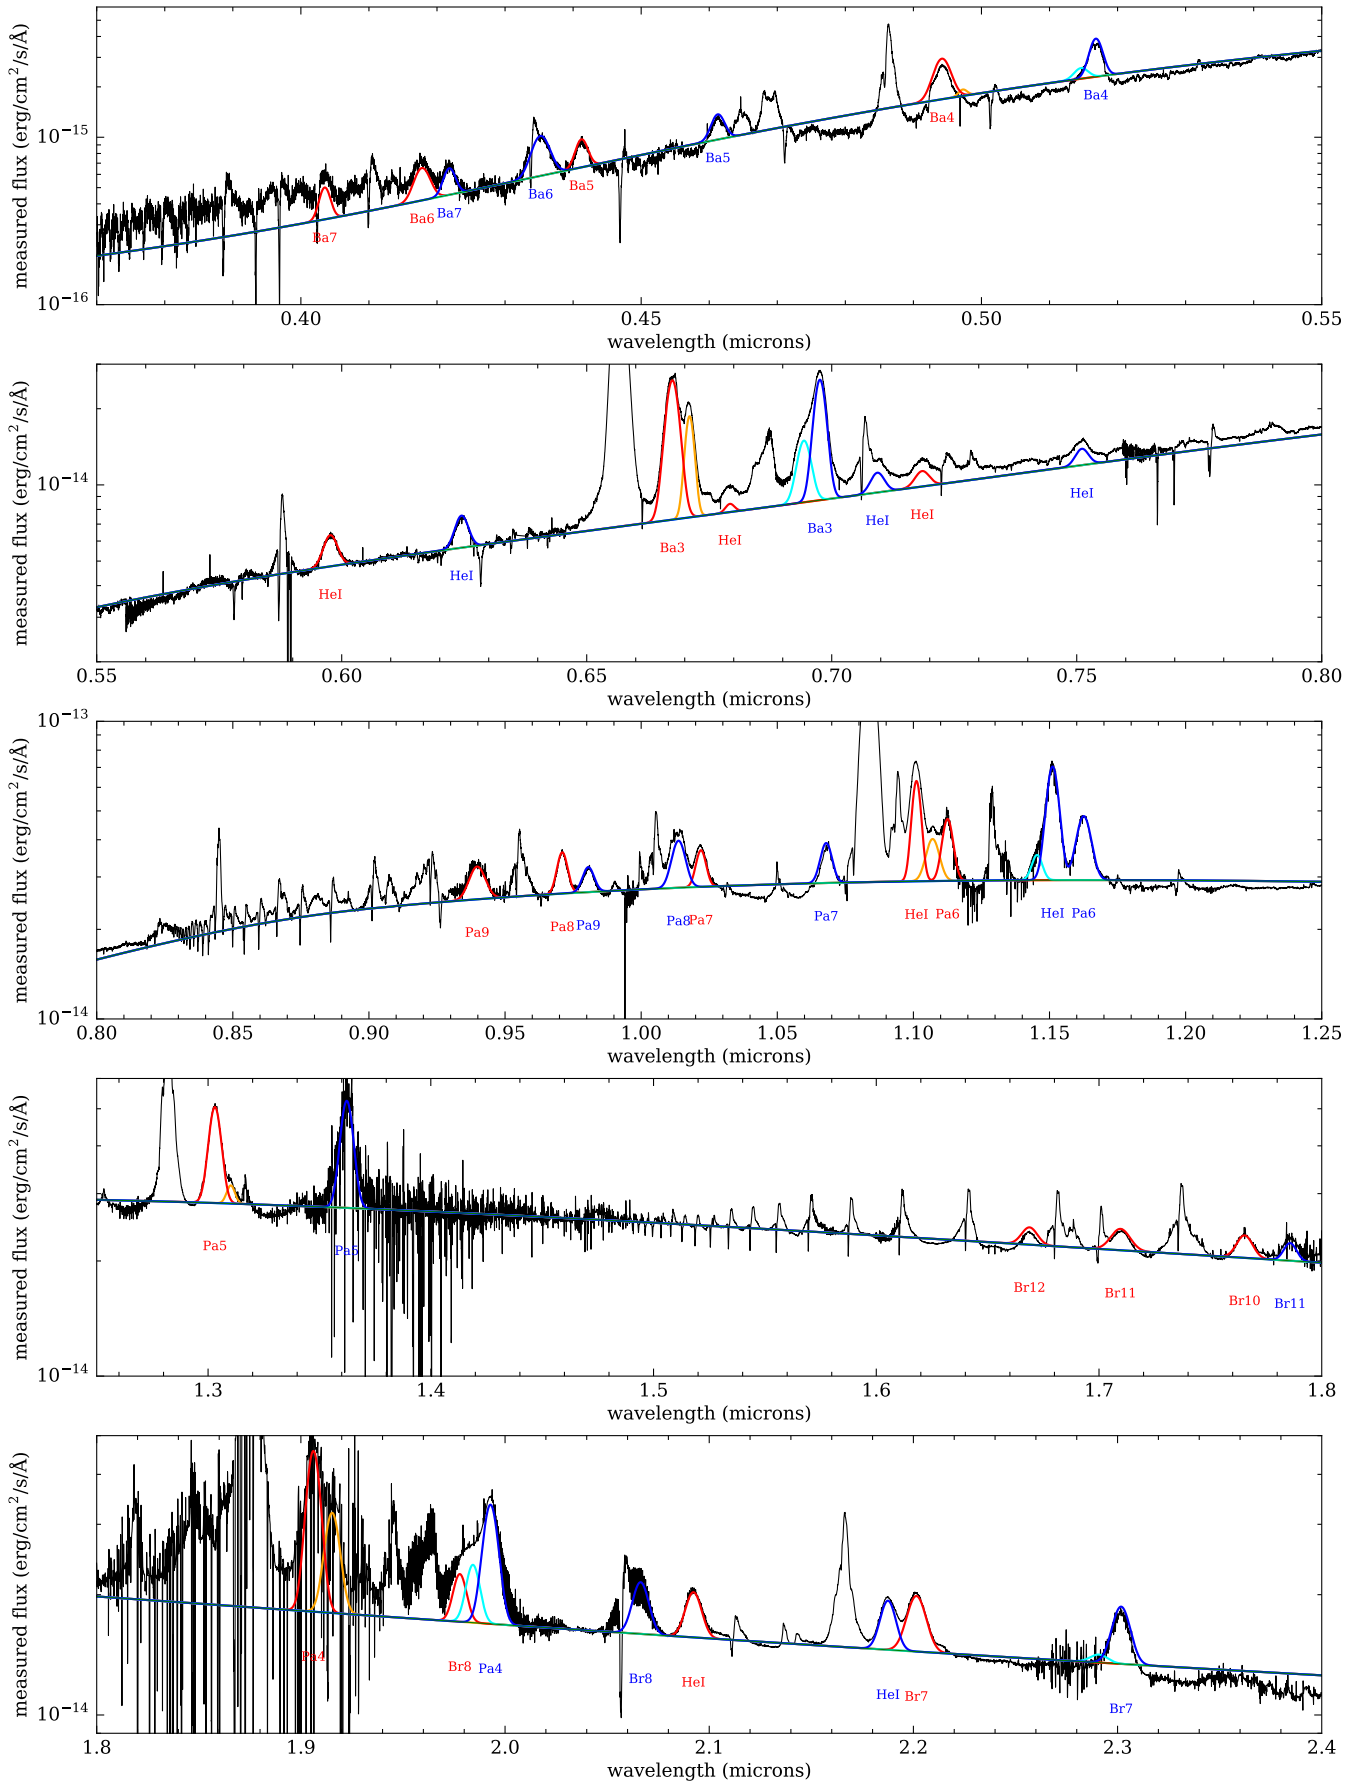 measured flux (erg/cm²/s/Å)
10⁻¹⁵
10⁻¹⁶
Ba7
Ba6
Ba7
Ba6
Ba5
Ba5
Ba4
Ba4
0.40 0.45 0.50 0.55
wavelength (microns)
measured flux (erg/cm²/s/Å)
10⁻¹⁴
HeI
HeI
Ba3
HeI
Ba3
HeI
HeI
HeI
0.55 0.60 0.65 0.70 0.75 0.80
wavelength (microns)
measured flux (erg/cm²/s/Å)
10⁻¹³
10⁻¹⁴
Pa9
Pa8
Pa9
Pa8
Pa7
Pa7
HeI
Pa6
HeI
Pa6
0.80 0.85 0.90 0.95 1.00 1.05 1.10 1.15 1.20 1.25
wavelength (microns)
measured flux (erg/cm²/s/Å)
10⁻¹⁴
Pa5
Pa5
Br12
Br11
Br10
Br11
1.3 1.4 1.5 1.6 1.7 1.8
wavelength (microns)
measured flux (erg/cm²/s/Å)
10⁻¹⁴
Pa4
Br8
Pa4
Br8
HeI
HeI
Br7
Br7
1.8 1.9 2.0 2.1 2.2 2.3 2.4
wavelength (microns)